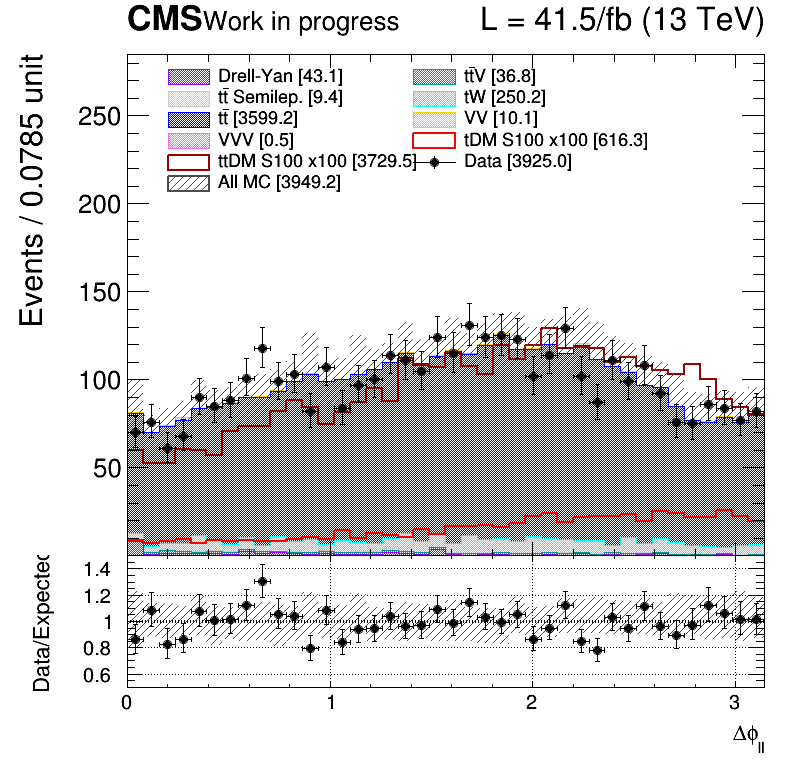 CMS Work in progress L = 41.5/fb (13 TeV)
Drell-Yan [43.1] tt̄V [36.8]
tt̄ Semilep. [9.4] tW [250.2]
tt̄ [3599.2] VV [10.1]
VVV [0.5] tDM S100 x100 [616.3]
ttDM S100 x100 [3729.5] Data [3925.0]
All MC [3949.2]
Events / 0.0785 unit
250
200
150
100
50
Data/Expected
1.4
1.2
1
0.8
0.6
0 1 2 3
Δϕll